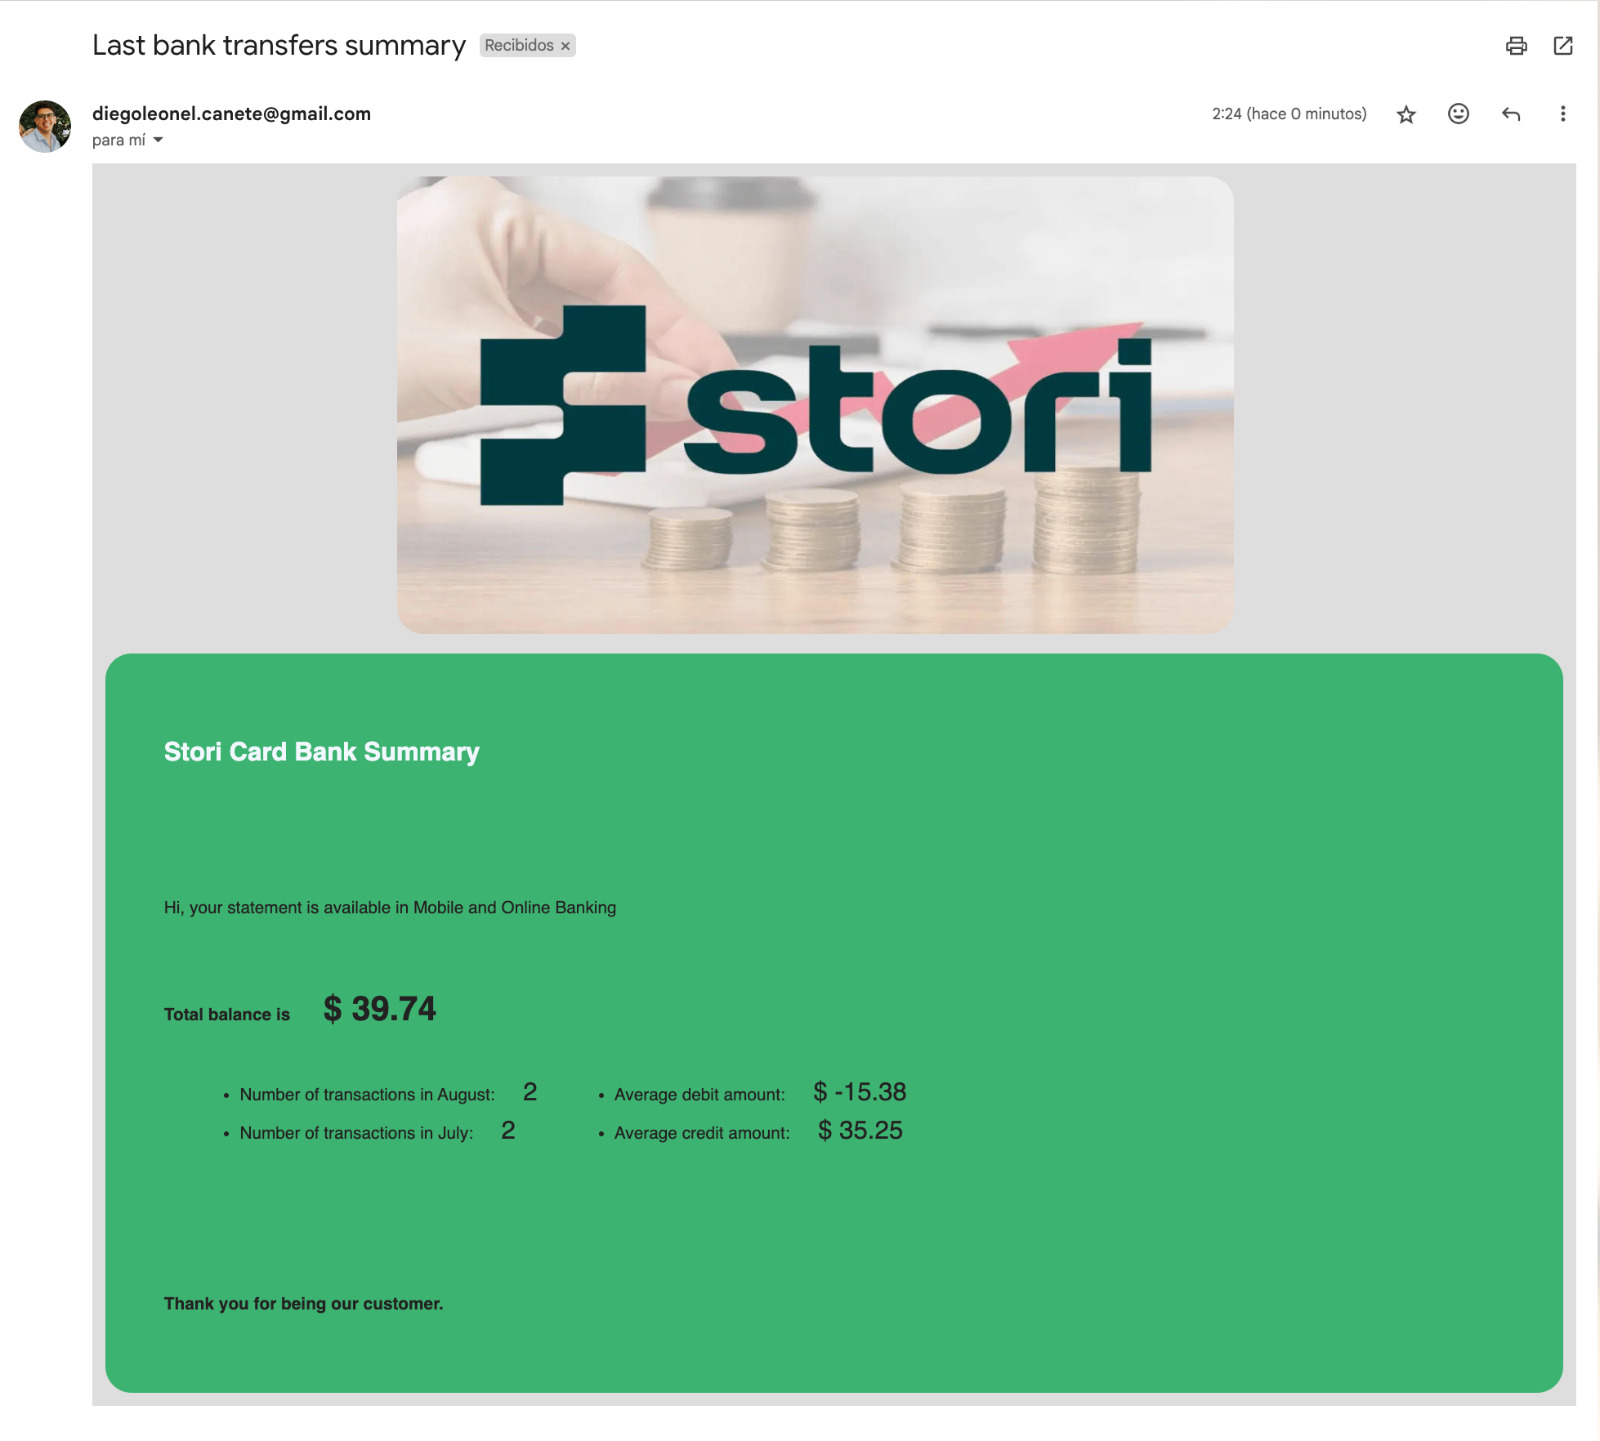 Last bank transfers summary Recibidos ×
diegoleonel.canete@gmail.com 2:24 (hace 0 minutos)
para mí
stori
Stori Card Bank Summary
Hi, your statement is available in Mobile and Online Banking
Total balance is $ 39.74
• Number of transactions in August: 2 • Average debit amount: $ -15.38
• Number of transactions in July: 2 • Average credit amount: $ 35.25
Thank you for being our customer.